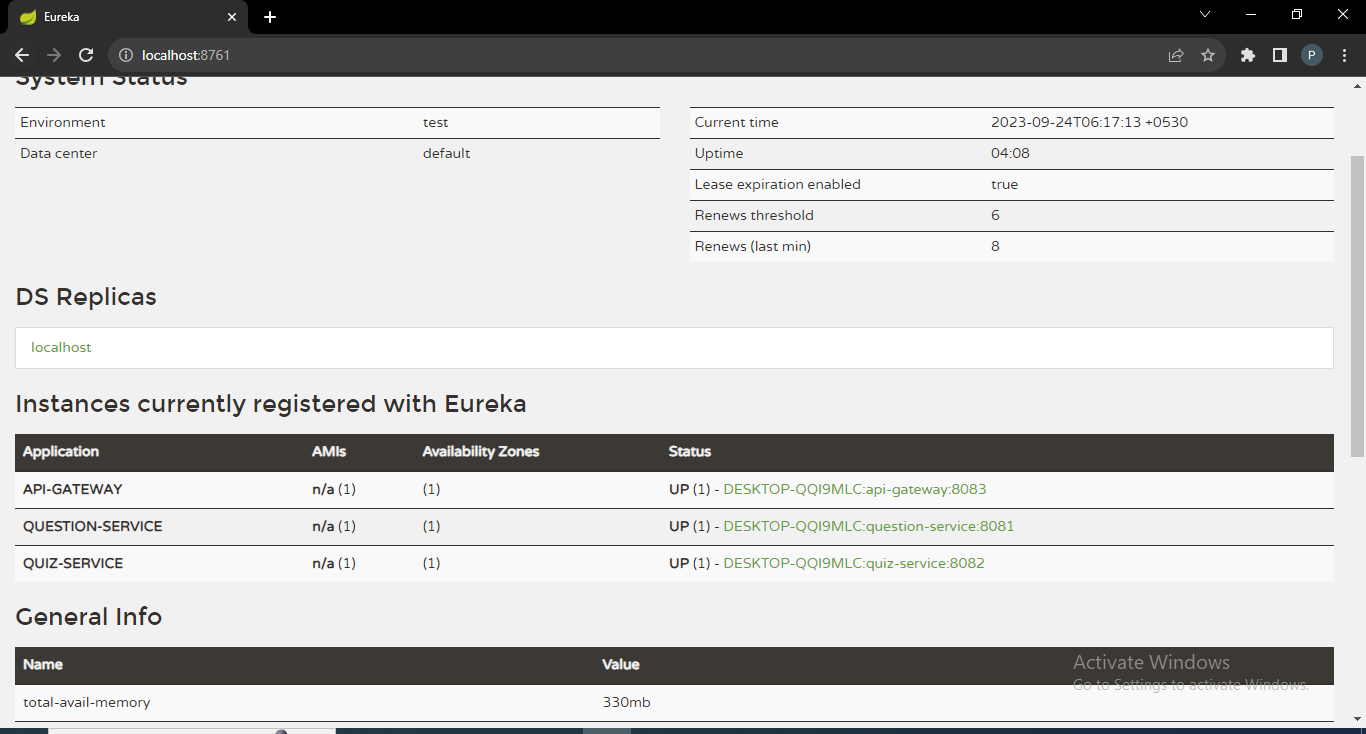 Eureka
localhost:8761
P
System Status
Environment test
Data center default
Current time 2023-09-24T06:17:13 +0530
Uptime 04:08
Lease expiration enabled true
Renews threshold 6
Renews (last min) 8
DS Replicas
localhost
Instances currently registered with Eureka
Application AMIs Availability Zones Status
API-GATEWAY n/a (1) (1) UP (1) - DESKTOP-QQI9MLC:api-gateway:8083
QUESTION-SERVICE n/a (1) (1) UP (1) - DESKTOP-QQI9MLC:question-service:8081
QUIZ-SERVICE n/a (1) (1) UP (1) - DESKTOP-QQI9MLC:quiz-service:8082
General Info
Name Value
total-avail-memory 330mb
Activate Windows
Go to Settings to activate Windows.